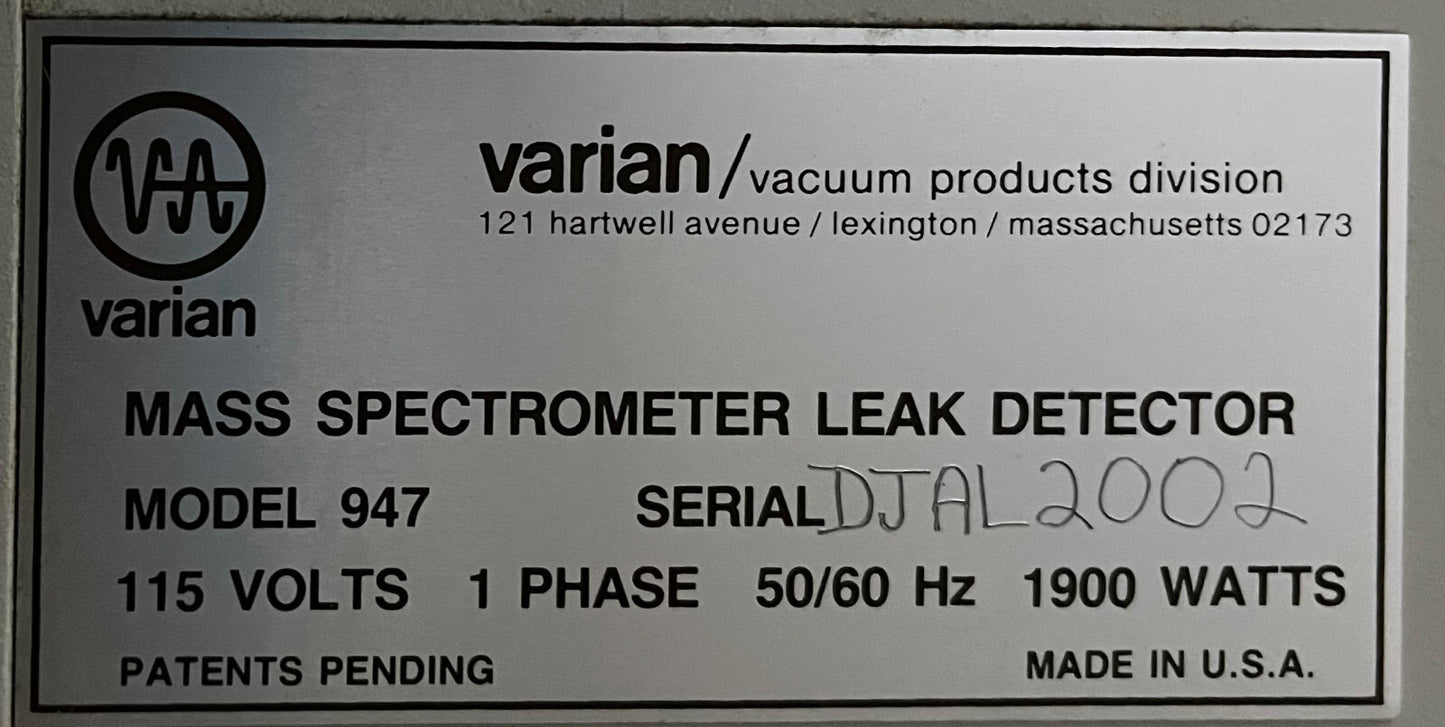 VA
varian
varian/vacuum products division
121 hartwell avenue / lexington / massachusetts 02173
MASS SPECTROMETER LEAK DETECTOR
MODEL 947 SERIAL DJAL2002
115 VOLTS 1 PHASE 50/60 Hz 1900 WATTS
PATENTS PENDING MADE IN U.S.A.